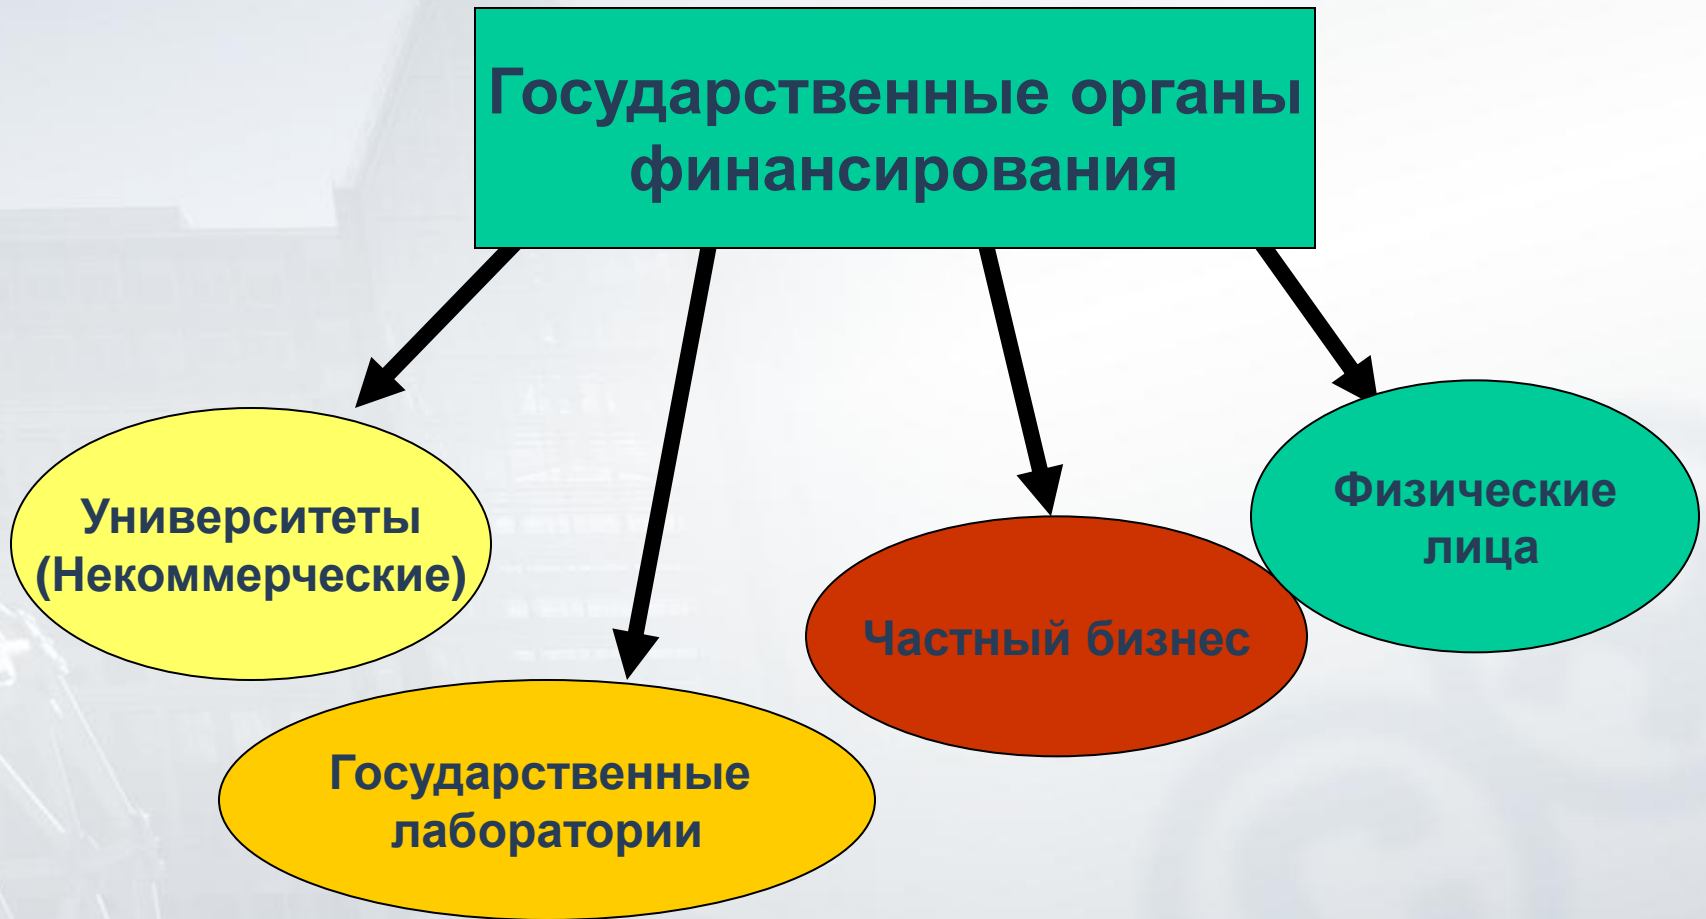 Государственные органы
финансирования
Университеты
(Некоммерческие)
Государственные
лаборатории
Частный бизнес
Физические
лица